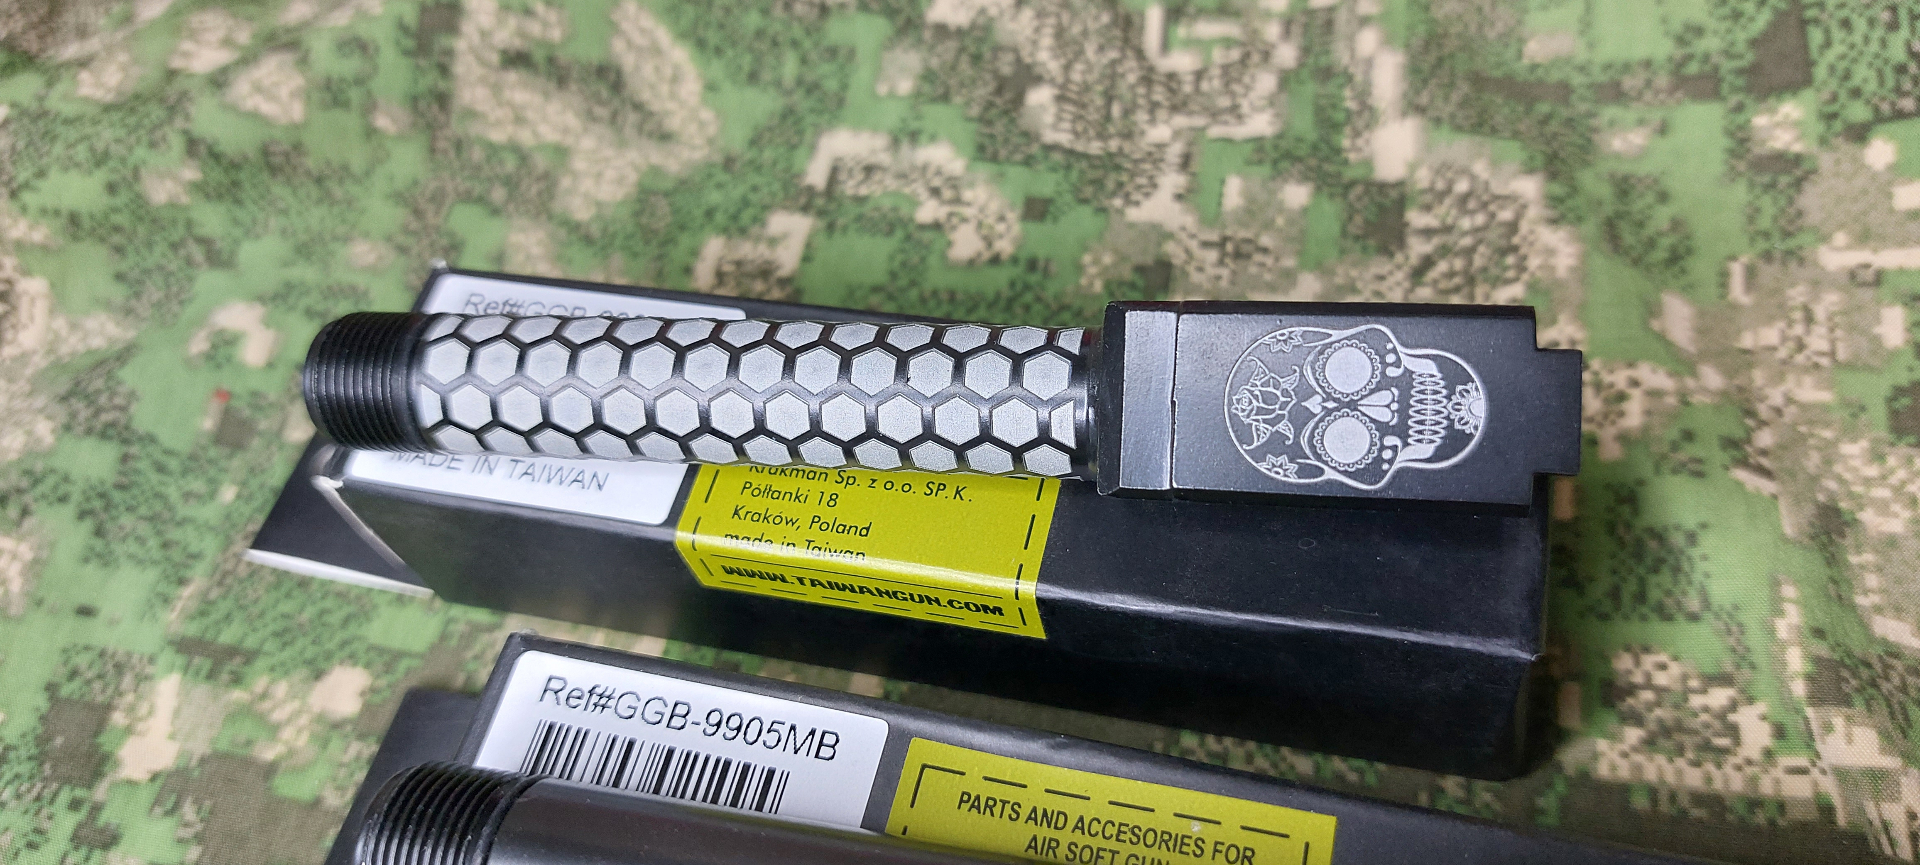 MADE IN TAIWAN
Krakman Sp. z o.o. SP.K.
Półłanki 18
Kraków, Poland
made in Taiwan
WWW.TAIWANGUN.COM
Ref#GGB-9905MB
PARTS AND ACCESORIES FOR
AIR SOFT GUN